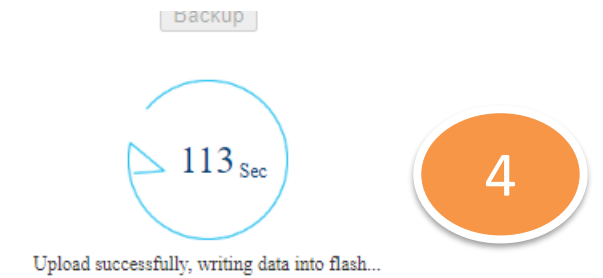 Backup
113 Sec
4
Upload successfully, writing data into flash...